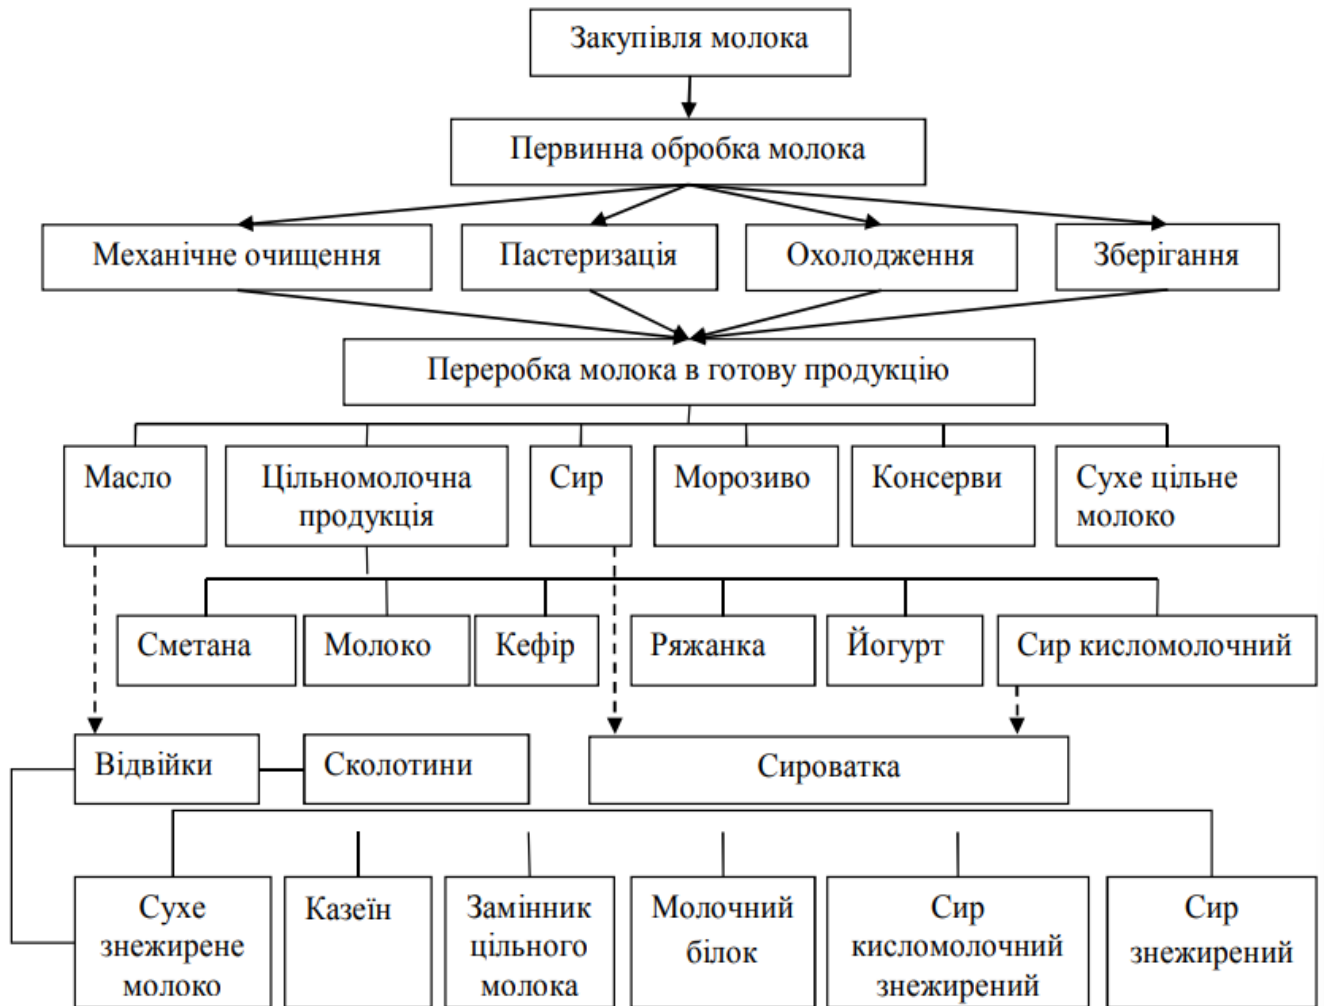 Закупівля молока
Первинна обробка молока
Механічне очищення
Пастеризація
Охолодження
Зберігання
Переробка молока в готову продукцію
Масло
Цільномолочна
продукція
Сир
Морозиво
Консерви
Сухе цільне
молоко
Сметана
Молоко
Кефір
Ряжанка
Йогурт
Сир кисломолочний
Відвійки
Сколотини
Сироватка
Сухе
знежирене
молоко
Казеїн
Замінник
цільного
молока
Молочний
білок
Сир
кисломолочний
знежирений
Сир
знежирений